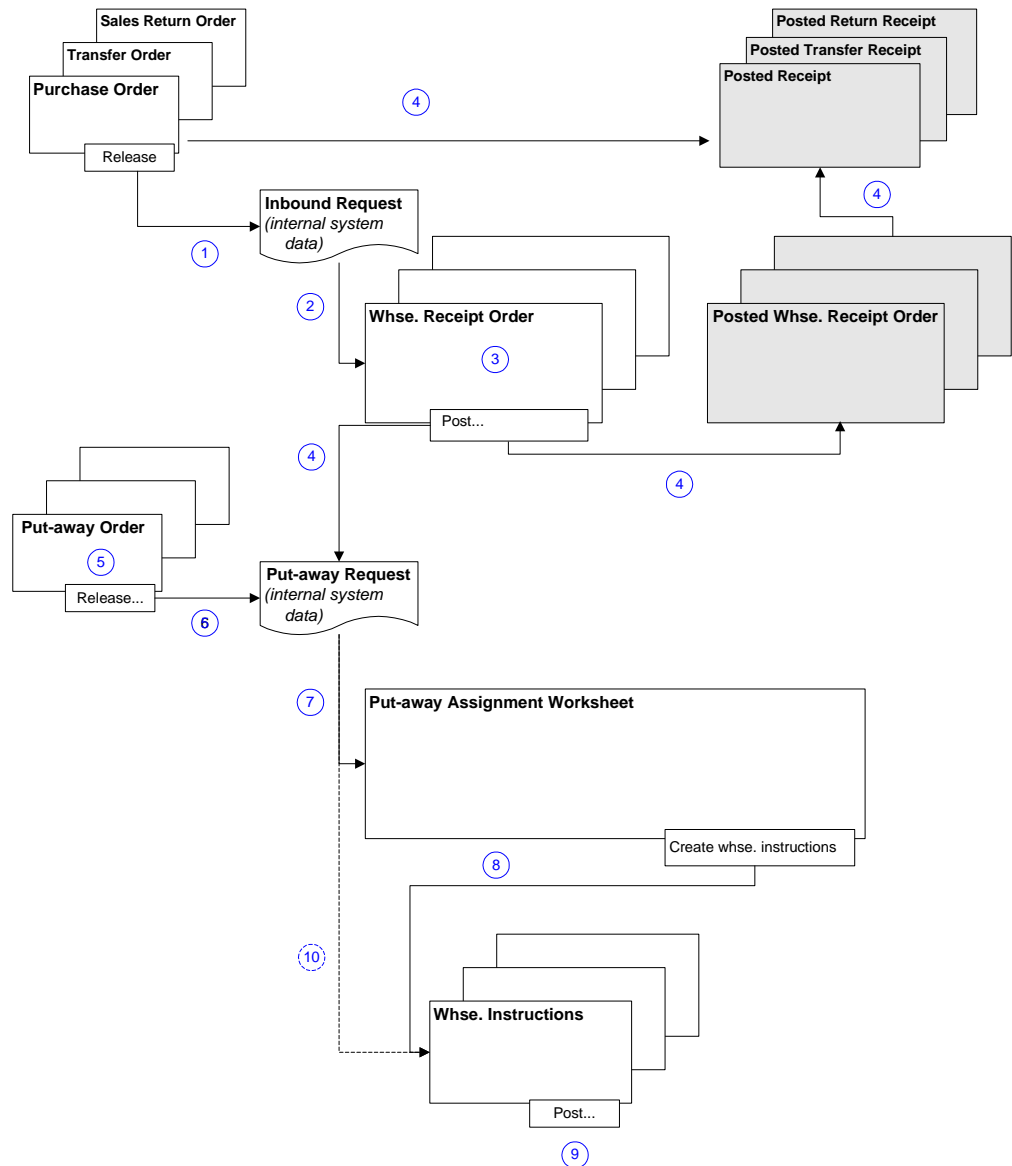 Sales Return Order
Transfer Order
Purchase Order
Release
Posted Return Receipt
Posted Transfer Receipt
Posted Receipt
4
4
1
Inbound Request
(internal system
data)
2
Whse. Receipt Order
3
Post...
Posted Whse. Receipt Order
4
4
Put-away Order
5
Release...
6
Put-away Request
(internal system
data)
7
Put-away Assignment Worksheet
Create whse. instructions
8
10
Whse. Instructions
Post...
9